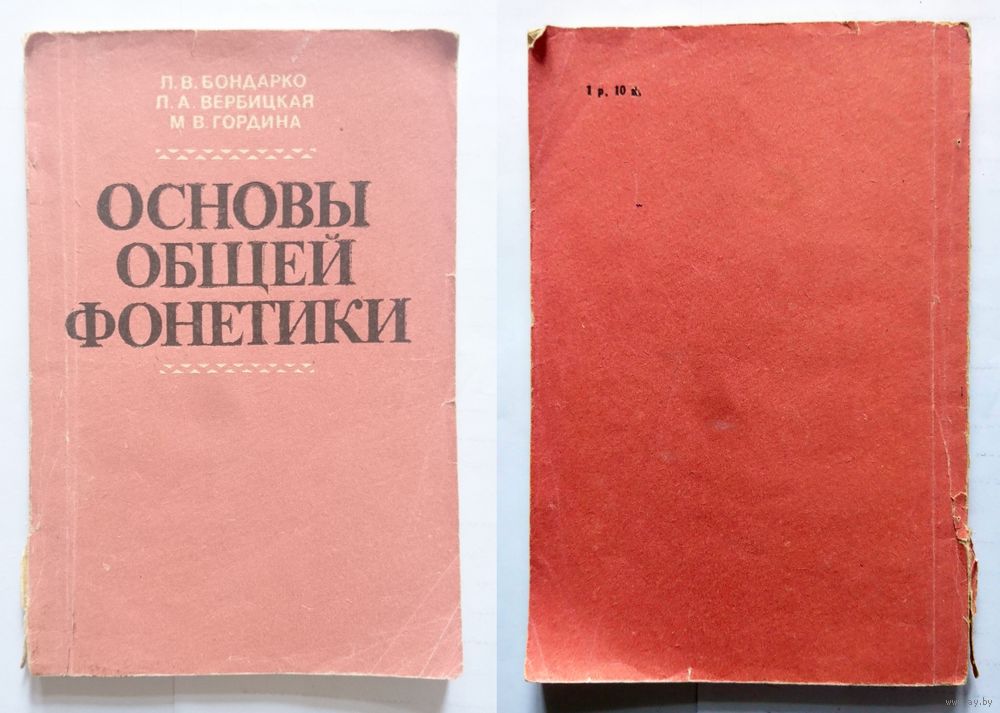 Л. В. БОНДАРКО
Л. А. ВЕРБИЦКАЯ
М В. ГОРДИНА
ОСНОВЫ
ОБЩЕЙ
ФОНЕТИКИ
1 р. 10 к.